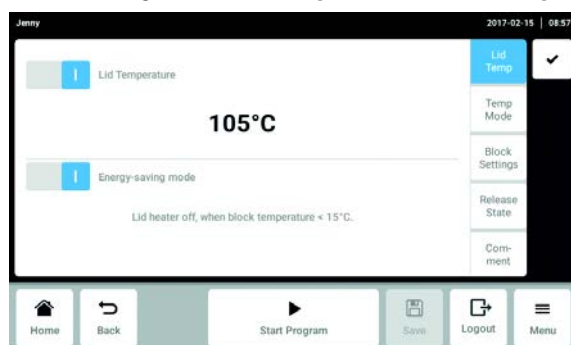 Jenny
2017-02-15 | 08:57
Lid Temperature
105°C
Energy-saving mode
Lid heater off, when block temperature < 15°C.
Lid
Temp
Temp
Mode
Block
Settings
Release
State
Com-
ment
Home
Back
Start Program
Save
Logout
Menu